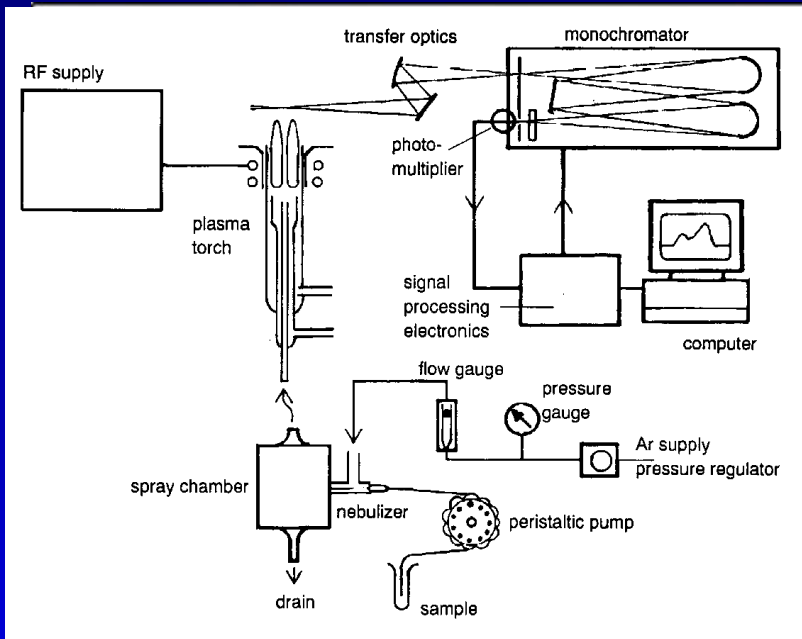 transfer optics
monochromator
RF supply
photo-
multiplier
plasma
torch
signal
processing
electronics
computer
flow gauge
pressure
gauge
Ar supply
pressure regulator
spray chamber
nebulizer
peristaltic pump
drain
sample